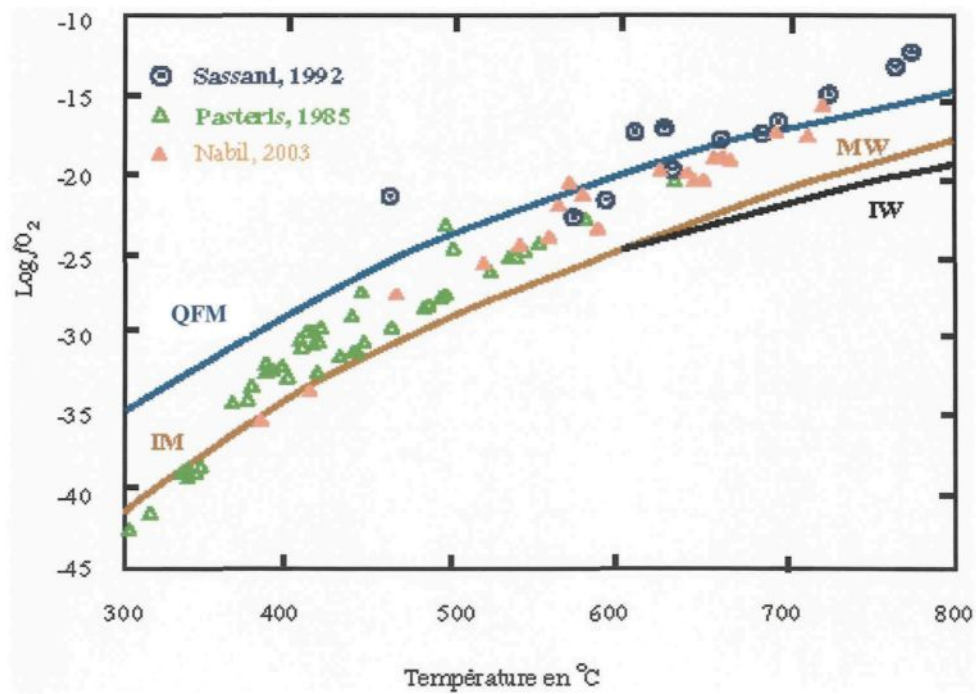 -10
-15
-20
-25
-30
-35
-40
-45
Log fO2
Sassani, 1992
Pasteris, 1985
Nabil, 2003
MW
IW
QFM
IM
300 400 500 600 700 800
Température en °C